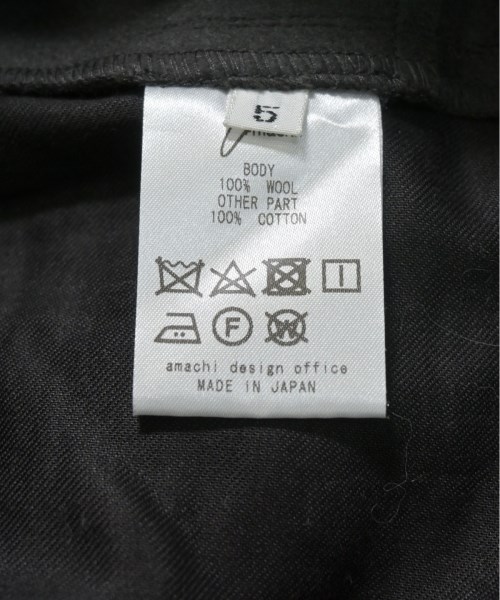 5
BODY
100% WOOL
OTHER PART
100% COTTON
F
W
amachi design office
MADE IN JAPAN